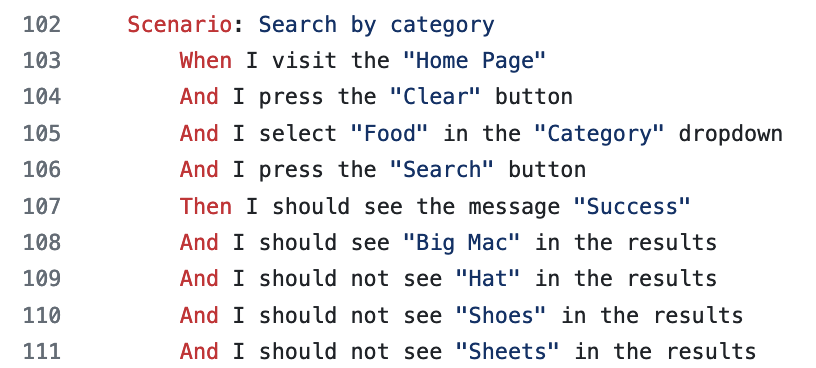 102 Scenario: Search by category
103 When I visit the "Home Page"
104 And I press the "Clear" button
105 And I select "Food" in the "Category" dropdown
106 And I press the "Search" button
107 Then I should see the message "Success"
108 And I should see "Big Mac" in the results
109 And I should not see "Hat" in the results
110 And I should not see "Shoes" in the results
111 And I should not see "Sheets" in the results